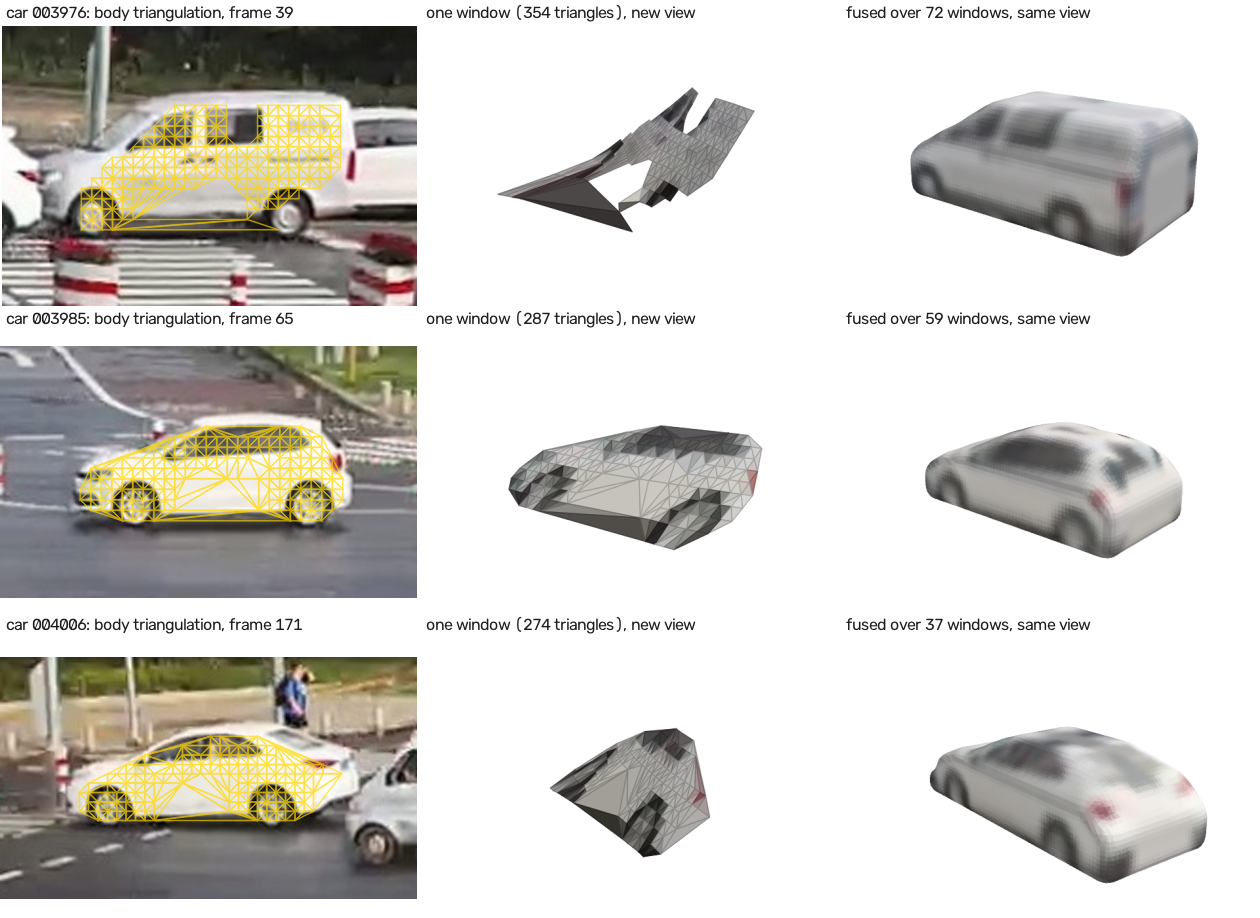 car 003976: body triangulation, frame 39
one window (354 triangles), new view
fused over 72 windows, same view
car 003985: body triangulation, frame 65
one window (287 triangles), new view
fused over 59 windows, same view
car 004006: body triangulation, frame 171
one window (274 triangles), new view
fused over 37 windows, same view